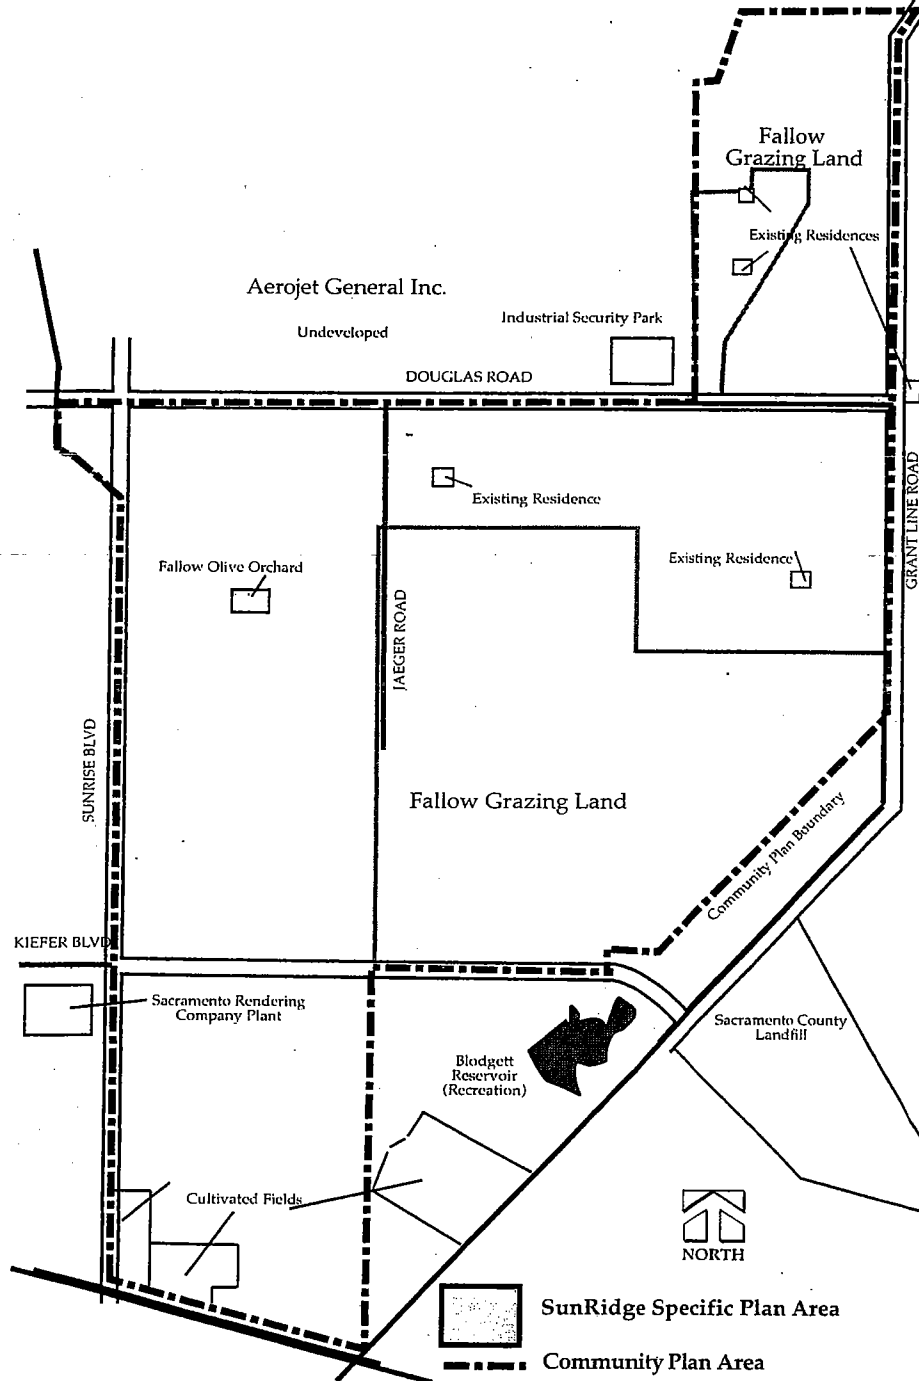 Fallow
Grazing Land
Existing Residences
Aerojet General Inc.
Undeveloped
Industrial Security Park
DOUGLAS ROAD
GRANT LINE ROAD
Existing Residence
Existing Residence
Fallow Olive Orchard
JAEGER ROAD
SUNRISE BLVD
Fallow Grazing Land
Community Plan Boundary
KIEFER BLVD
Sacramento Rendering
Company Plant
Sacramento County
Landfill
Blodgett
Reservoir
(Recreation)
Cultivated Fields
NORTH
SunRidge Specific Plan Area
Community Plan Area